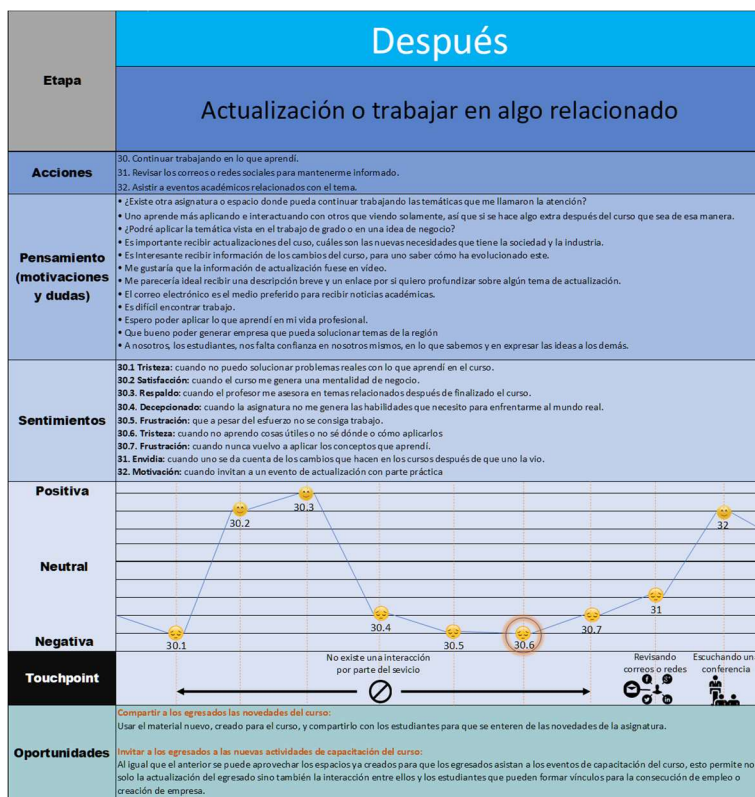 Etapa
Después
Actualización o trabajar en algo relacionado
Acciones
30. Continuar trabajando en lo que aprendí.
31. Revisar los correos o redes sociales para mantenerme informado.
32. Asistir a eventos académicos relacionados con el tema.
Pensamiento
(motivaciones
y dudas)
• ¿Existe otra asignatura o espacio donde pueda continuar trabajando las temáticas que me llamaron la atención?
• Uno aprende más aplicando e interactuando con otros que viendo solamente, así que si se hace algo extra después del curso que sea de esa manera.
• ¿Podré aplicar la temática vista en el trabajo de grado o en una idea de negocio?
• Es importante recibir actualizaciones del cuso, cuáles son las nuevas necesidades que tiene la sociedad y la industria.
• Es Interesante recibir información de los cambios del curso, para uno saber cómo ha evolucionado este.
• Me gustaría que la información de actualización fuese en vídeo.
• Me parecería ideal recibir una descripción breve y un enlace por si quiero profundizar sobre algún tema de actualización.
• El correo electrónico es el medio preferido para recibir noticias académicas.
• Es difícil encontrar trabajo.
• Espero poder aplicar lo que aprendí en mi vida profesional.
• Que bueno poder generar empresa que pueda solucionar temas de la región
• A nosotros, los estudiantes, nos falta confianza en nosotros mismos, en lo que sabemos y en expresar las ideas a los demás.
Sentimientos
30.1 Tristeza: cuando no puedo solucionar problemas reales con lo que aprendí en el curso.
30.2 Satisfacción: cuando el curso me genera una mentalidad de negocio.
30.3. Respaldo: cuando el profesor me asesora en temas relacionados después de finalizado el curso.
30.4. Decepcionado: cuando la asignatura no me genera las habilidades que necesito para enfrentarme al mundo real.
30.5. Frustración: que a pesar del esfuerzo no se consiga trabajo.
30.6. Tristeza: cuando no aprendo cosas útiles o no sé dónde o cómo aplicarlos
30.7. Frustración: cuando nunca vuelvo a aplicar los conceptos que aprendí.
31. Envidia: cuando uno se da cuenta de los cambios que hacen en los cursos después de que uno la vio.
32. Motivación: cuando invitan a un evento de actualización con parte práctica
Positiva
Neutral
Negativa
30.1
30.2
30.3
30.4
30.5
30.6
30.7
31
32
Touchpoint
No existe una interacción
por parte del sevicio
Revisando
correos o redes
Escuchando una
conferencia
Oportunidades
Compartir a los egresados las novedades del curso:
Usar el material nuevo, creado para el curso, y compartirlo con los estudiantes para que se enteren de las novedades de la asignatura.
Invitar a los egresados a las nuevas actividades de capacitación del curso:
Al igual que el anterior se puede aprovechar los espacios ya creados para que los egresados asistan a los eventos de capacitación del curso, esto permite no
solo la actualización del egresado sino también la interacción entre ellos y los estudiantes que pueden formar vínculos para la consecución de empleo o
creación de empresa.